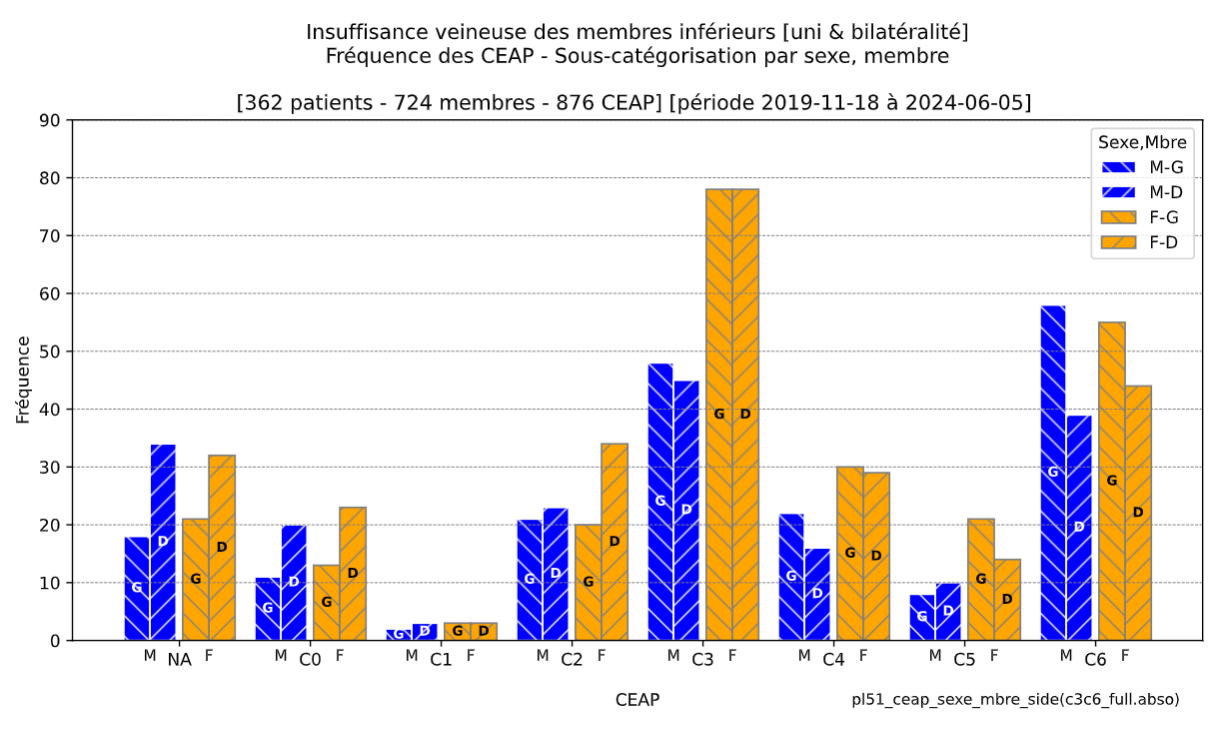 Insuffisance veineuse des membres inférieurs [uni & bilatéralité]
Fréquence des CEAP - Sous-catégorisation par sexe, membre
[362 patients - 724 membres - 876 CEAP] [période 2019-11-18 à 2024-06-05]
Sexe,Mbre
M-G
M-D
F-G
F-D
Fréquence
90
80
70
60
50
40
30
20
10
0
G D G D
G D G D
G D G D
G D G D
G D G D
G D G D
G D G D
G D G D
M NA F M C0 F M C1 F M C2 F M C3 F M C4 F M C5 F M C6 F
CEAP
pl51_ceap_sexe_mbre_side(c3c6_full.abso)